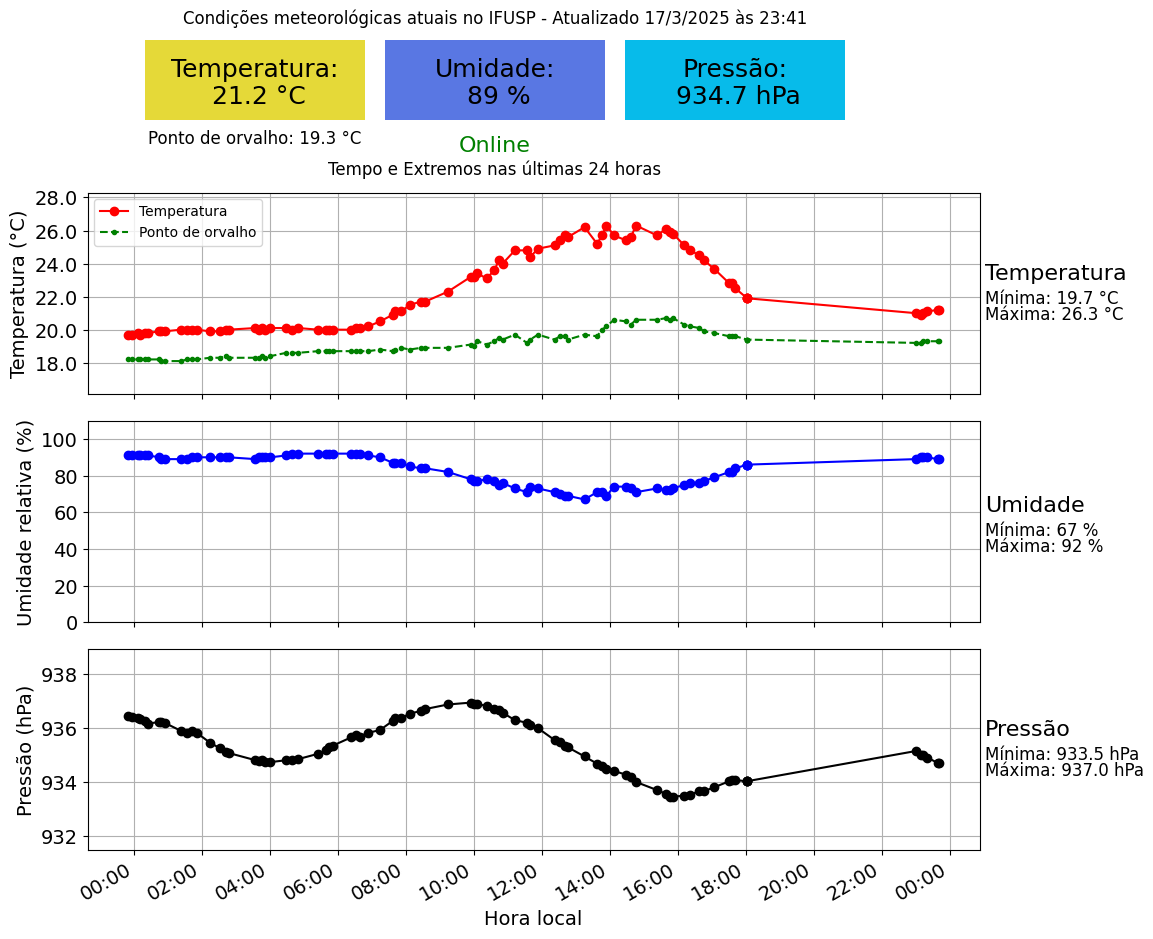 Condições meteorológicas atuais no IFUSP - Atualizado 17/3/2025 às 23:41
Temperatura:
21.2 °C
Umidade:
89 %
Pressão:
934.7 hPa
Ponto de orvalho: 19.3 °C
Online
Tempo e Extremos nas últimas 24 horas
Temperatura (°C)
28.0
26.0
24.0
22.0
20.0
18.0
Temperatura
Ponto de orvalho
Temperatura
Mínima: 19.7 °C
Máxima: 26.3 °C
Umidade relativa (%)
100
80
60
40
20
0
Umidade
Mínima: 67 %
Máxima: 92 %
Pressão (hPa)
938
936
934
932
Pressão
Mínima: 933.5 hPa
Máxima: 937.0 hPa
00:00 02:00 04:00 06:00 08:00 10:00 12:00 14:00 16:00 18:00 20:00 22:00 00:00
Hora local